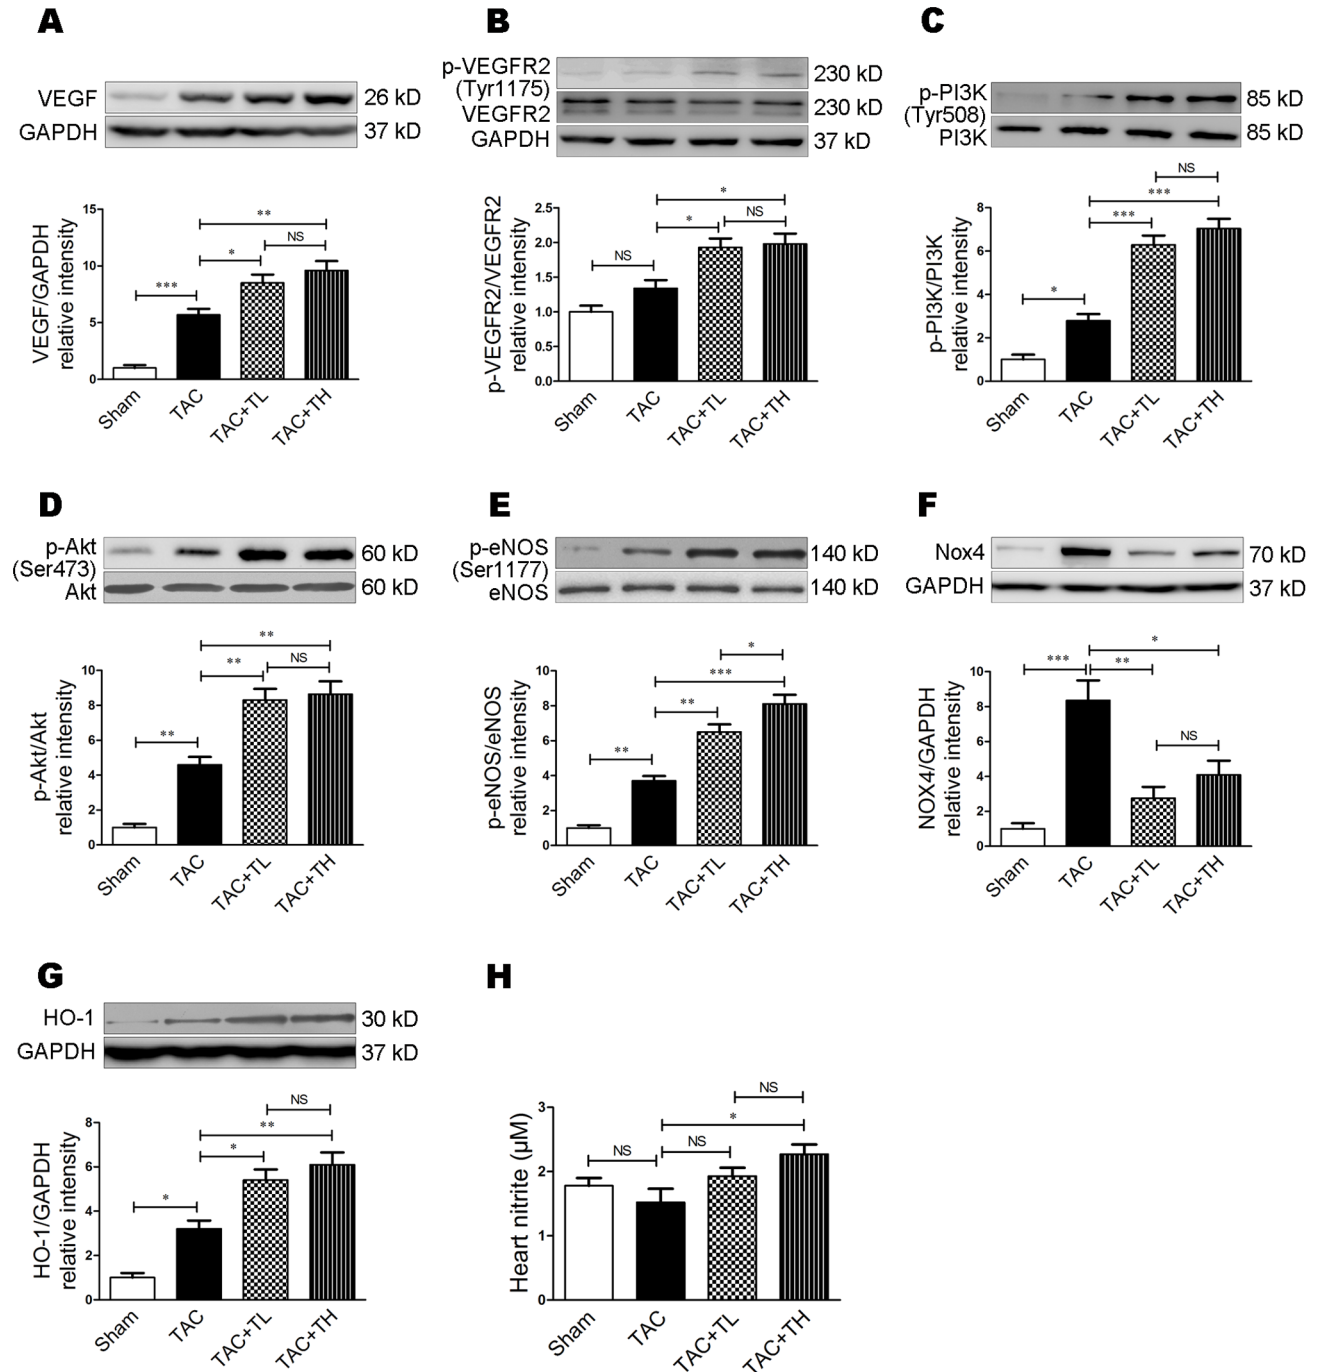 A
VEGF 26 kD
GAPDH 37 kD
VEGF/GAPDH
relative intensity
15
10
5
0
***
*
**
NS
Sham TAC TAC+TL TAC+TH
B
p-VEGFR2
(Tyr1175) 230 kD
VEGFR2 230 kD
GAPDH 37 kD
p-VEGFR2/VEGFR2
relative intensity
2.5
2.0
1.5
1.0
0.5
0.0
NS
*
*
NS
Sham TAC TAC+TL TAC+TH
C
p-PI3K 85 kD
(Tyr508)
PI3K 85 kD
p-PI3K/PI3K
relative intensity
8
6
4
2
0
*
***
***
NS
Sham TAC TAC+TL TAC+TH
D
p-Akt 60 kD
(Ser473)
Akt 60 kD
p-Akt/Akt
relative intensity
10
8
6
4
2
0
**
**
**
NS
Sham TAC TAC+TL TAC+TH
E
p-eNOS 140 kD
(Ser1177)
eNOS 140 kD
p-eNOS/eNOS
relative intensity
10
8
6
4
2
0
**
**
***
*
Sham TAC TAC+TL TAC+TH
F
Nox4 70 kD
GAPDH 37 kD
NOX4/GAPDH
relative intensity
10
8
6
4
2
0
***
**
*
NS
Sham TAC TAC+TL TAC+TH
G
HO-1 30 kD
GAPDH 37 kD
HO-1/GAPDH
relative intensity
8
6
4
2
0
*
*
**
NS
Sham TAC TAC+TL TAC+TH
H
Heart nitrite (µM)
3
2
1
0
NS
NS
*
NS
Sham TAC TAC+TL TAC+TH